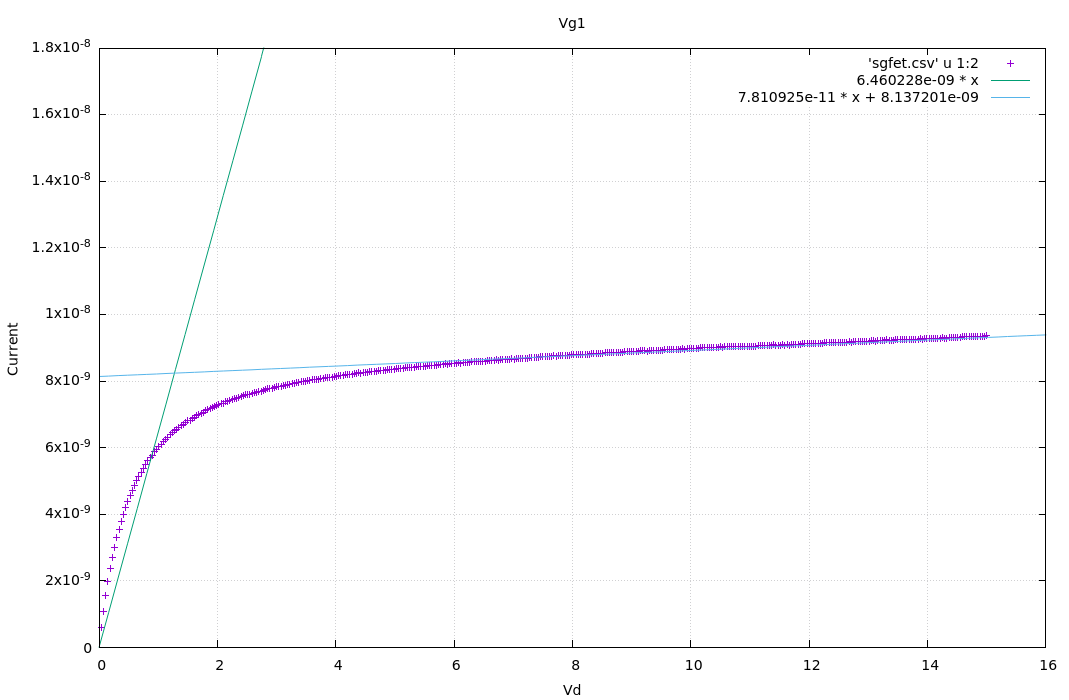 Vg1
'sgfet.csv' u 1:2
6.460228e-09 * x
7.810925e-11 * x + 8.137201e-09
1.8x10⁻⁸
1.6x10⁻⁸
1.4x10⁻⁸
1.2x10⁻⁸
1x10⁻⁸
8x10⁻⁹
6x10⁻⁹
4x10⁻⁹
2x10⁻⁹
0
Current
0 2 4 6 8 10 12 14 16
Vd